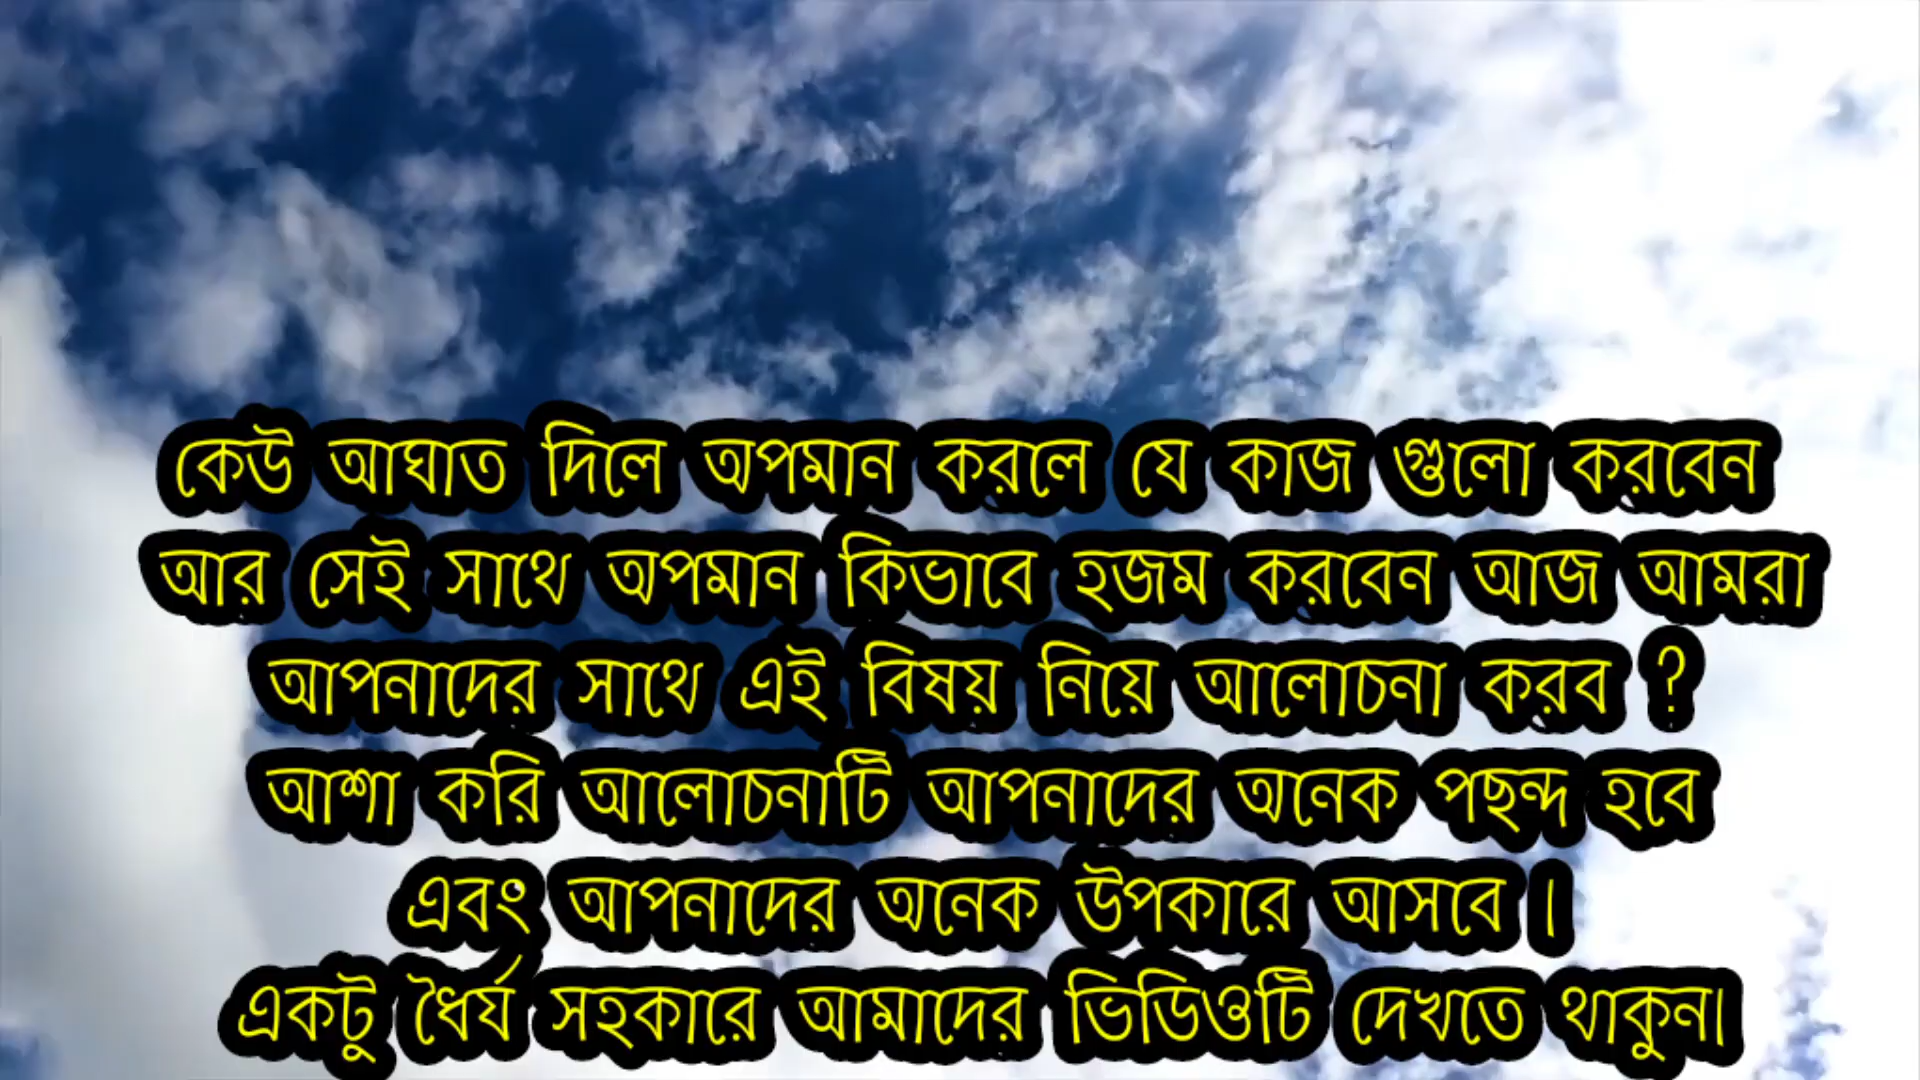 কেউ আঘাত দিলে অপমান করলে যে কাজ গুলো করবেন
আর সেই সাথে অপমান কিভাবে হজম করবেন আজ আমরা
আপনাদের সাথে এই বিষয় নিয়ে আলোচনা করব ?
আশা করি আলোচনাটি আপনাদের অনেক পছন্দ হবে
এবং আপনাদের অনেক উপকারে আসবে ।
একটু ধৈর্য সহকারে আমাদের ভিডিওটি দেখতে থাকুন।